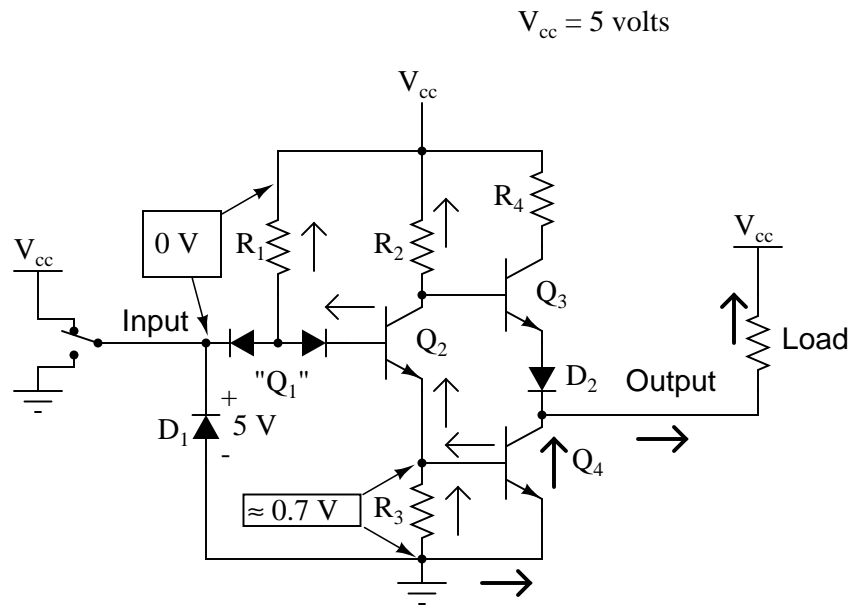 Vcc = 5 volts
Vcc
R4
0 V
R1
R2
Vcc
Vcc
Q3
Input
Q2
Load
"Q1"
D2
Output
+
D1
5 V
-
Q4
≈ 0.7 V
R3